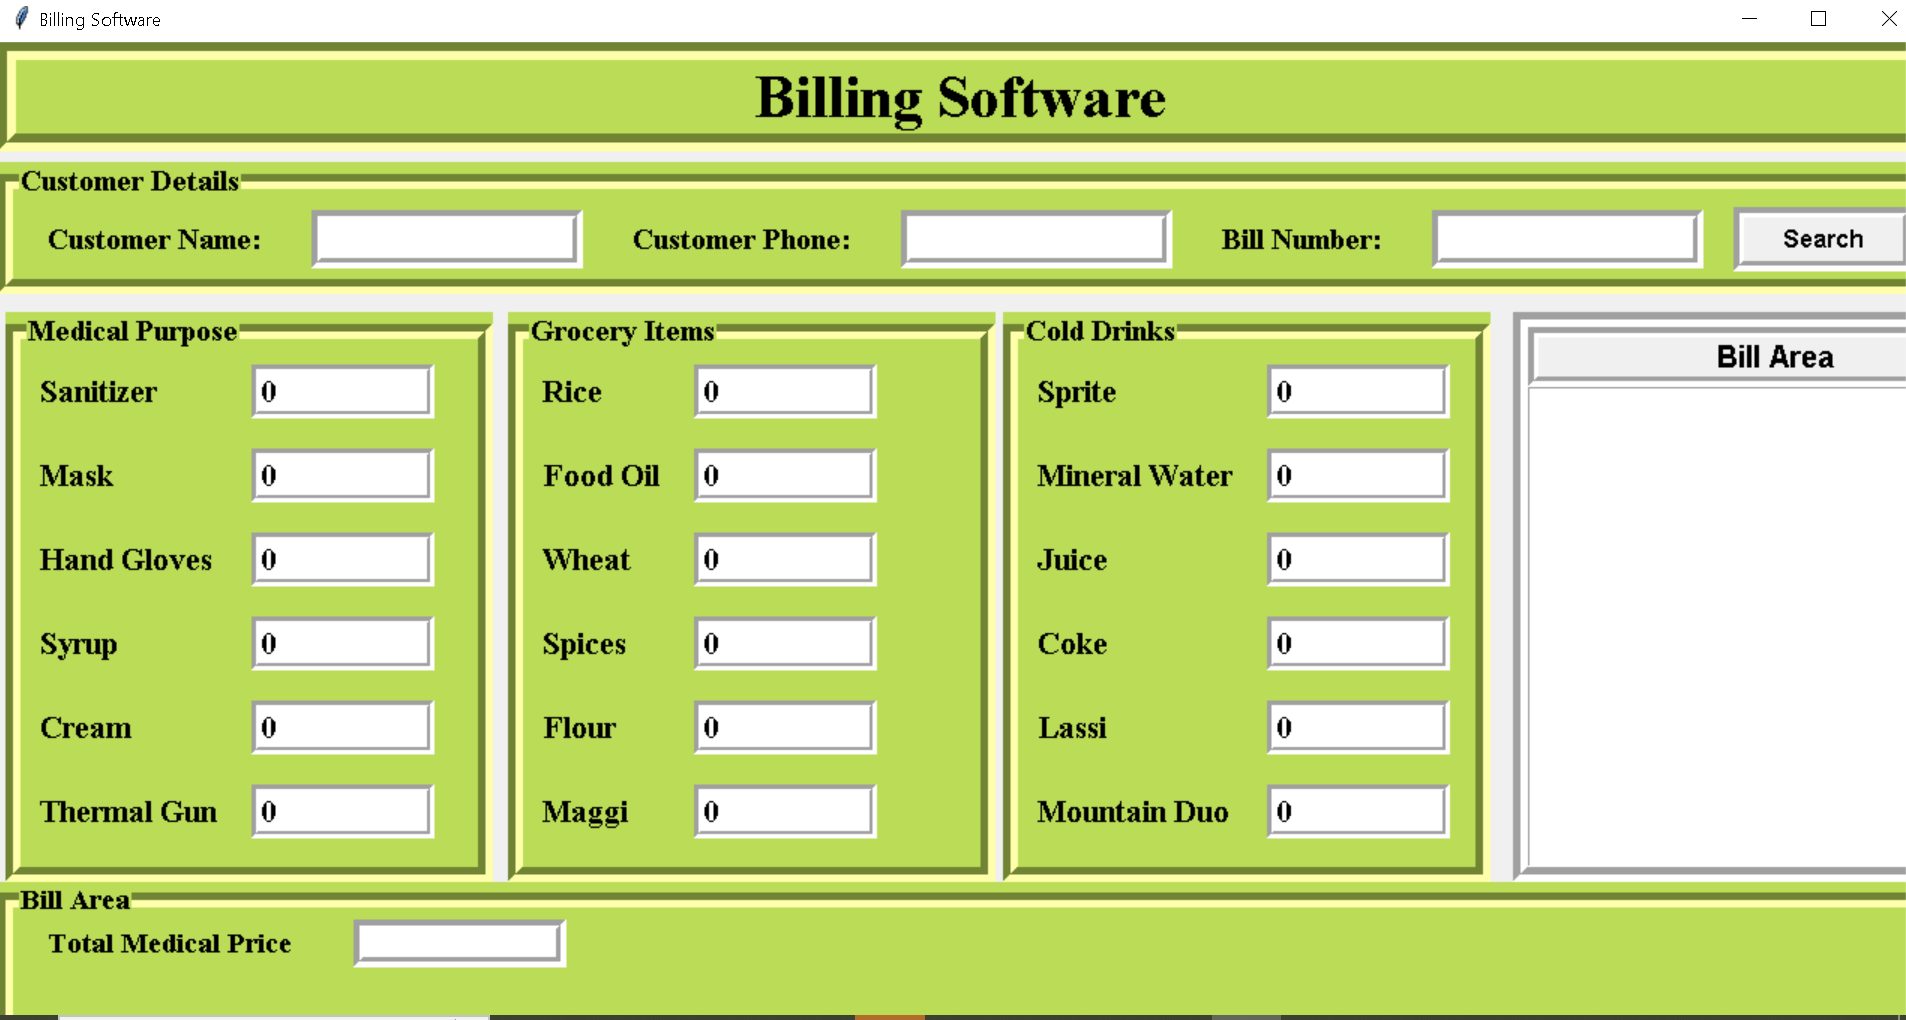 Billing Software
Billing Software
Customer Details
Customer Name: Customer Phone: Bill Number: Search
Medical Purpose Grocery Items Cold Drinks
Bill Area
Sanitizer 0 Rice 0 Sprite 0
Mask 0 Food Oil 0 Mineral Water 0
Hand Gloves 0 Wheat 0 Juice 0
Syrup 0 Spices 0 Coke 0
Cream 0 Flour 0 Lassi 0
Thermal Gun 0 Maggi 0 Mountain Duo 0
Bill Area
Total Medical Price